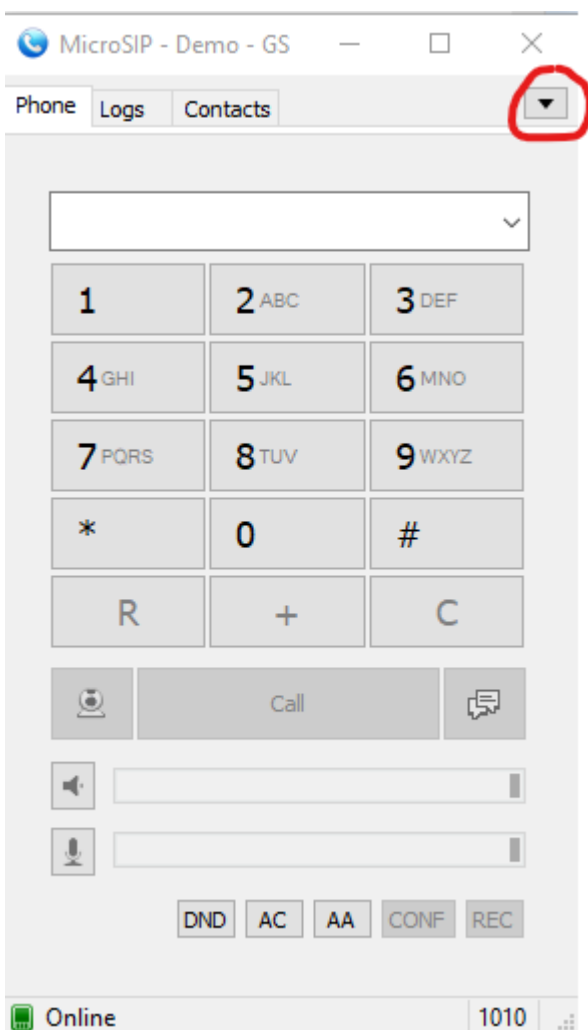 MicroSIP - Demo - GS
Phone Logs Contacts
1 2 ABC 3 DEF
4 GHI 5 JKL 6 MNO
7 PQRS 8 TUV 9 WXYZ
* 0 #
R + C
Call
DND AC AA CONF REC
Online 1010